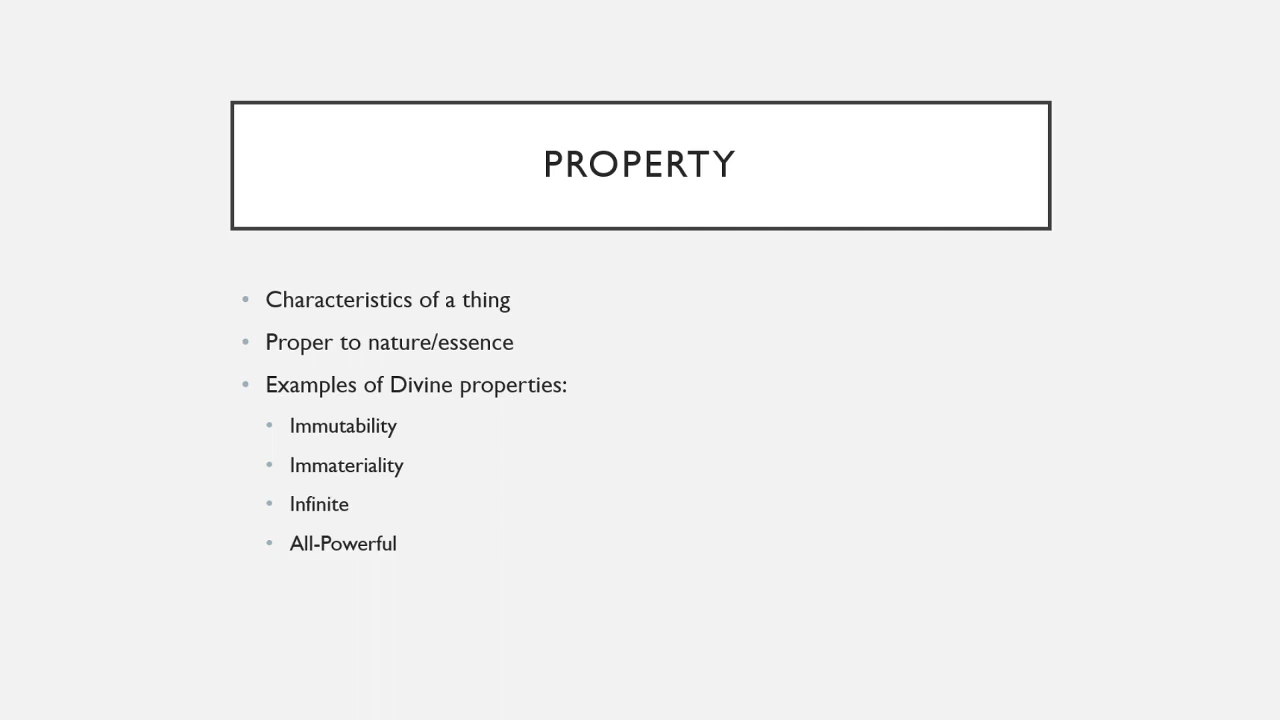 PROPERTY
• Characteristics of a thing
• Proper to nature/essence
• Examples of Divine properties:
• Immutability
• Immateriality
• Infinite
• All-Powerful